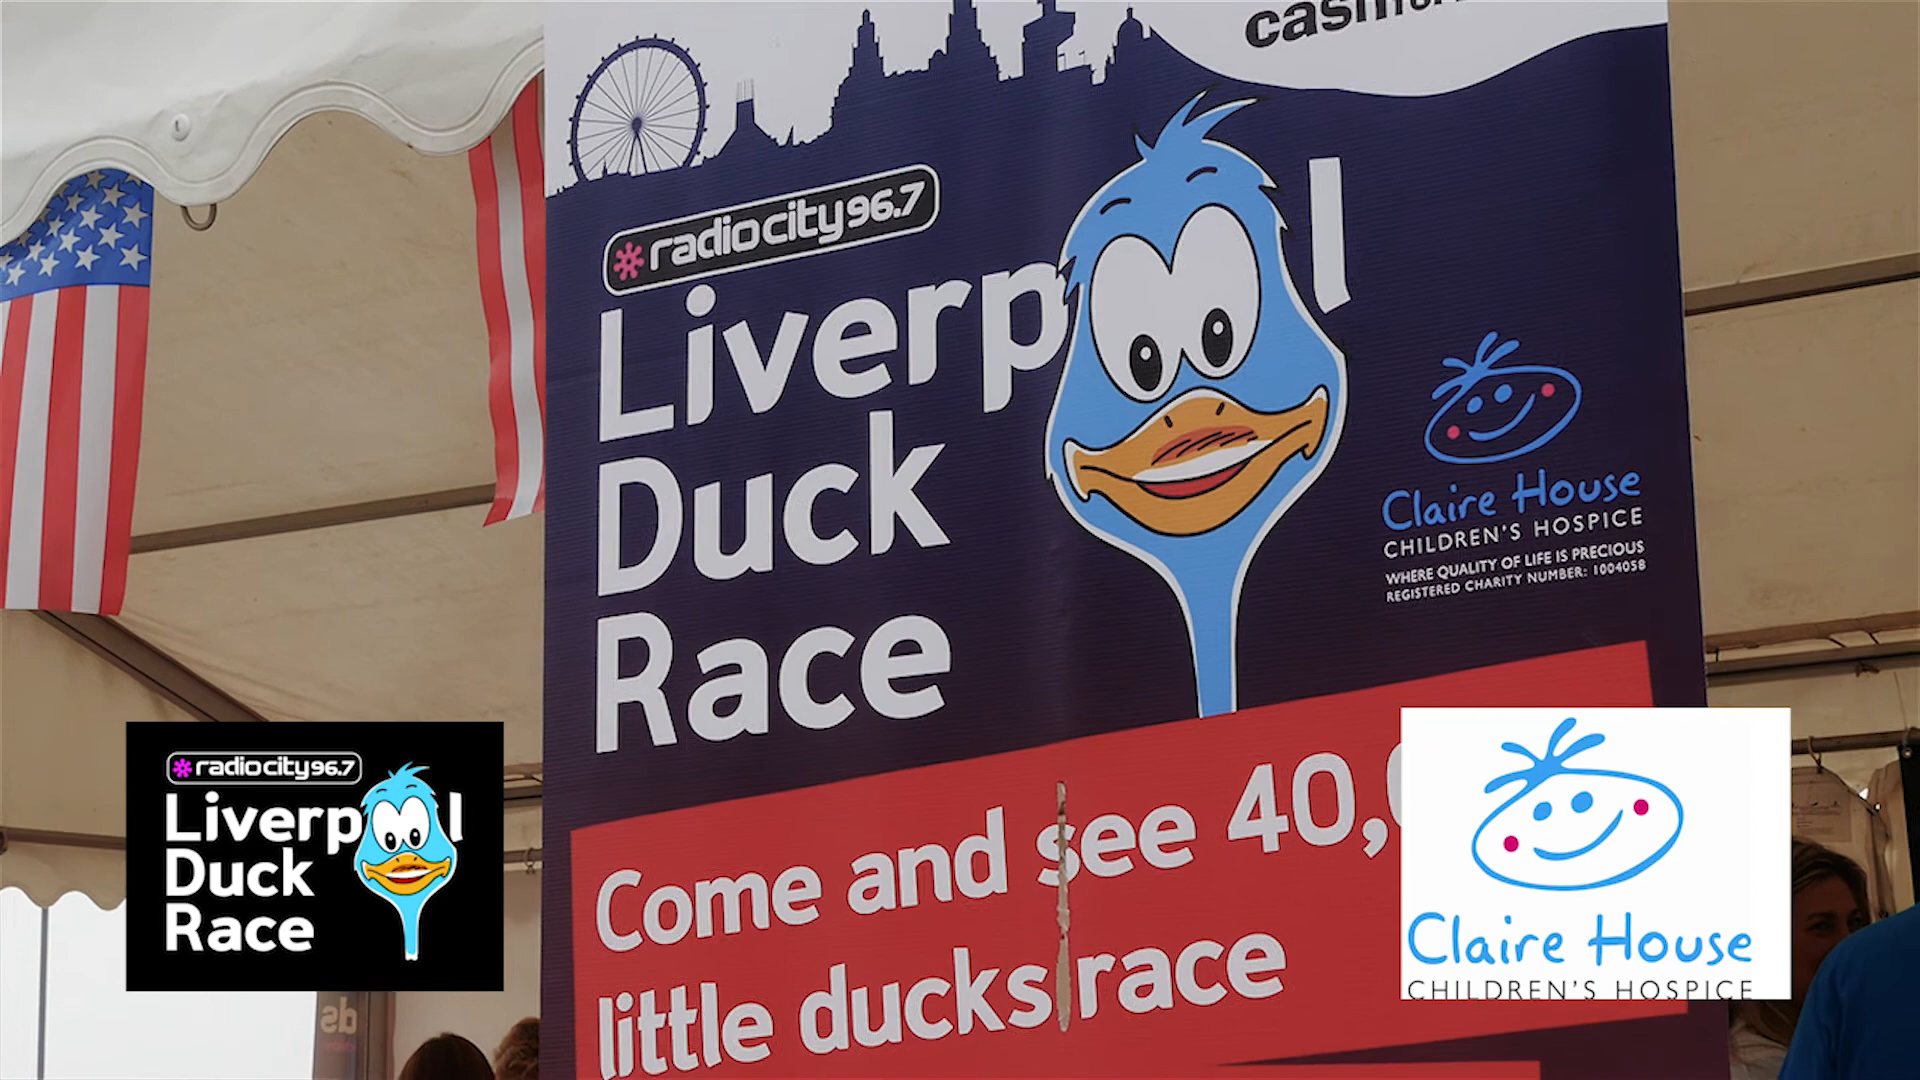 radiocity96.7
Liverpool
Duck
Race
Claire House
CHILDREN'S HOSPICE
WHERE QUALITY OF LIFE IS PRECIOUS
REGISTERED CHARITY NUMBER: 1004058
Come and see 40,
little ducks race
radiocity96.7
Liverpool
Duck
Race
Claire House
CHILDREN'S HOSPICE